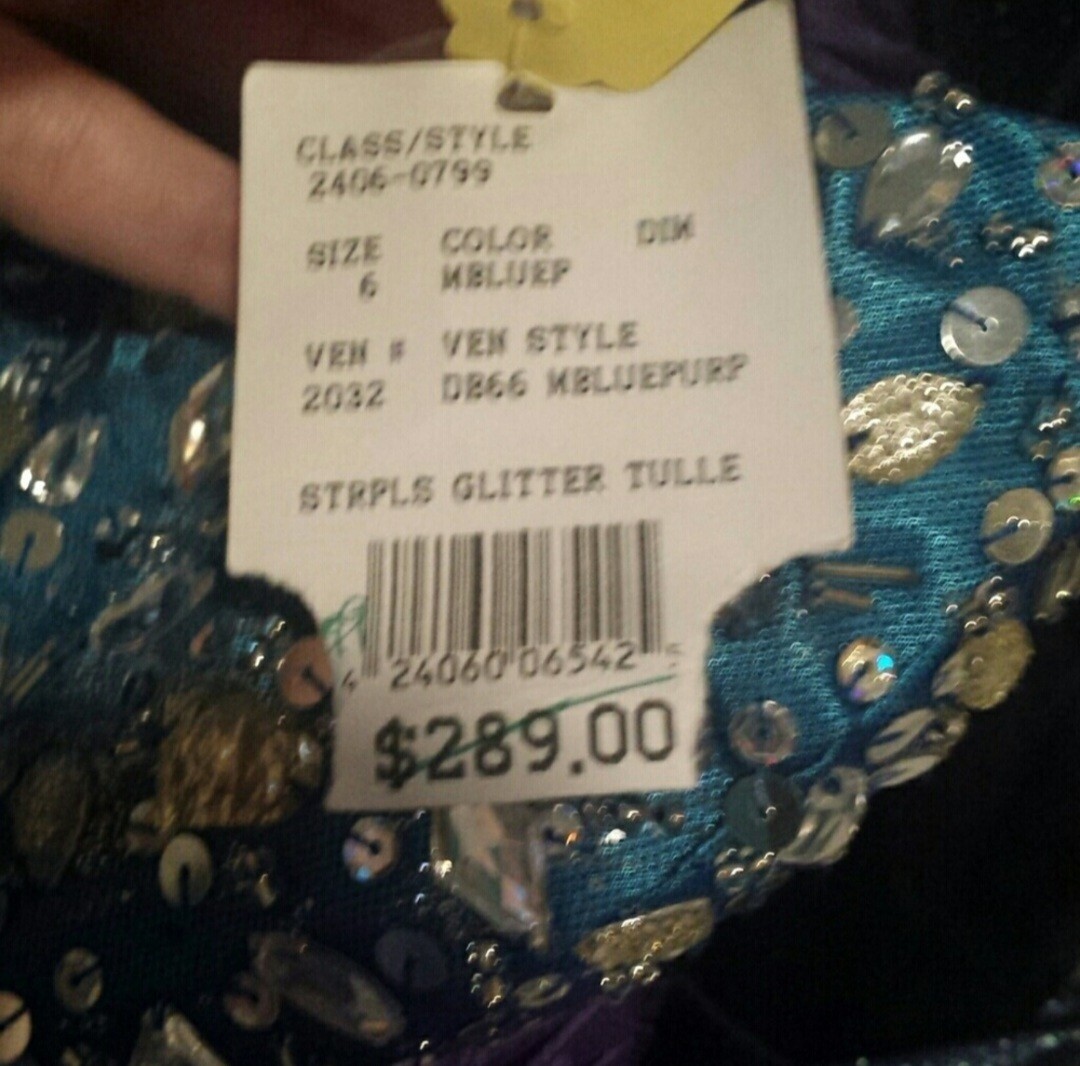 CLASS/STYLE
2406-0799
SIZE COLOR DIM
6 MBLUEP
VEN # VEN STYLE
2032 DB66 MBLUEPURP
STRPLS GLITTER TULLE
4 24060 06542 5
$289.00